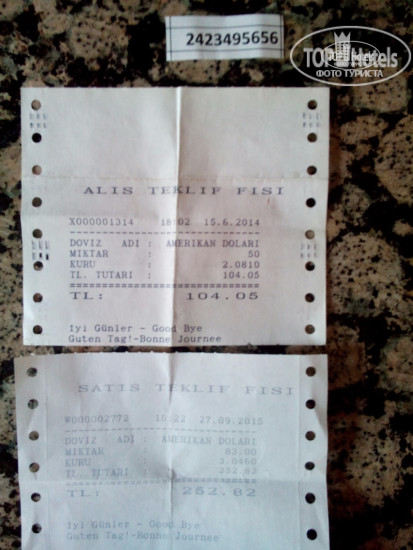 2423495656
TOPHotels
ФОТО ТУРИСТА
ALIS TEKLIF FISI
X000001314 18:02 15.6.2014
DOVIZ ADI : AMERIKAN DOLARI
MIKTAR : 50
KURU : 2.0810
TL. TUTARI : 104.05
TL: 104.05
Iyi Günler - Good Bye
Guten Tag!-Bonne Journee
SATIS TEKLIF FISI
W000002772 10:22 27.09.2015
DOVIZ ADI : AMERIKAN DOLARI
MIKTAR : 83.00
KURU : 3.0460
TL. TUTARI : 252.82
TL: 252.82
Iyi Günler - Good Bye
Guten Tag!-Bonne Journee